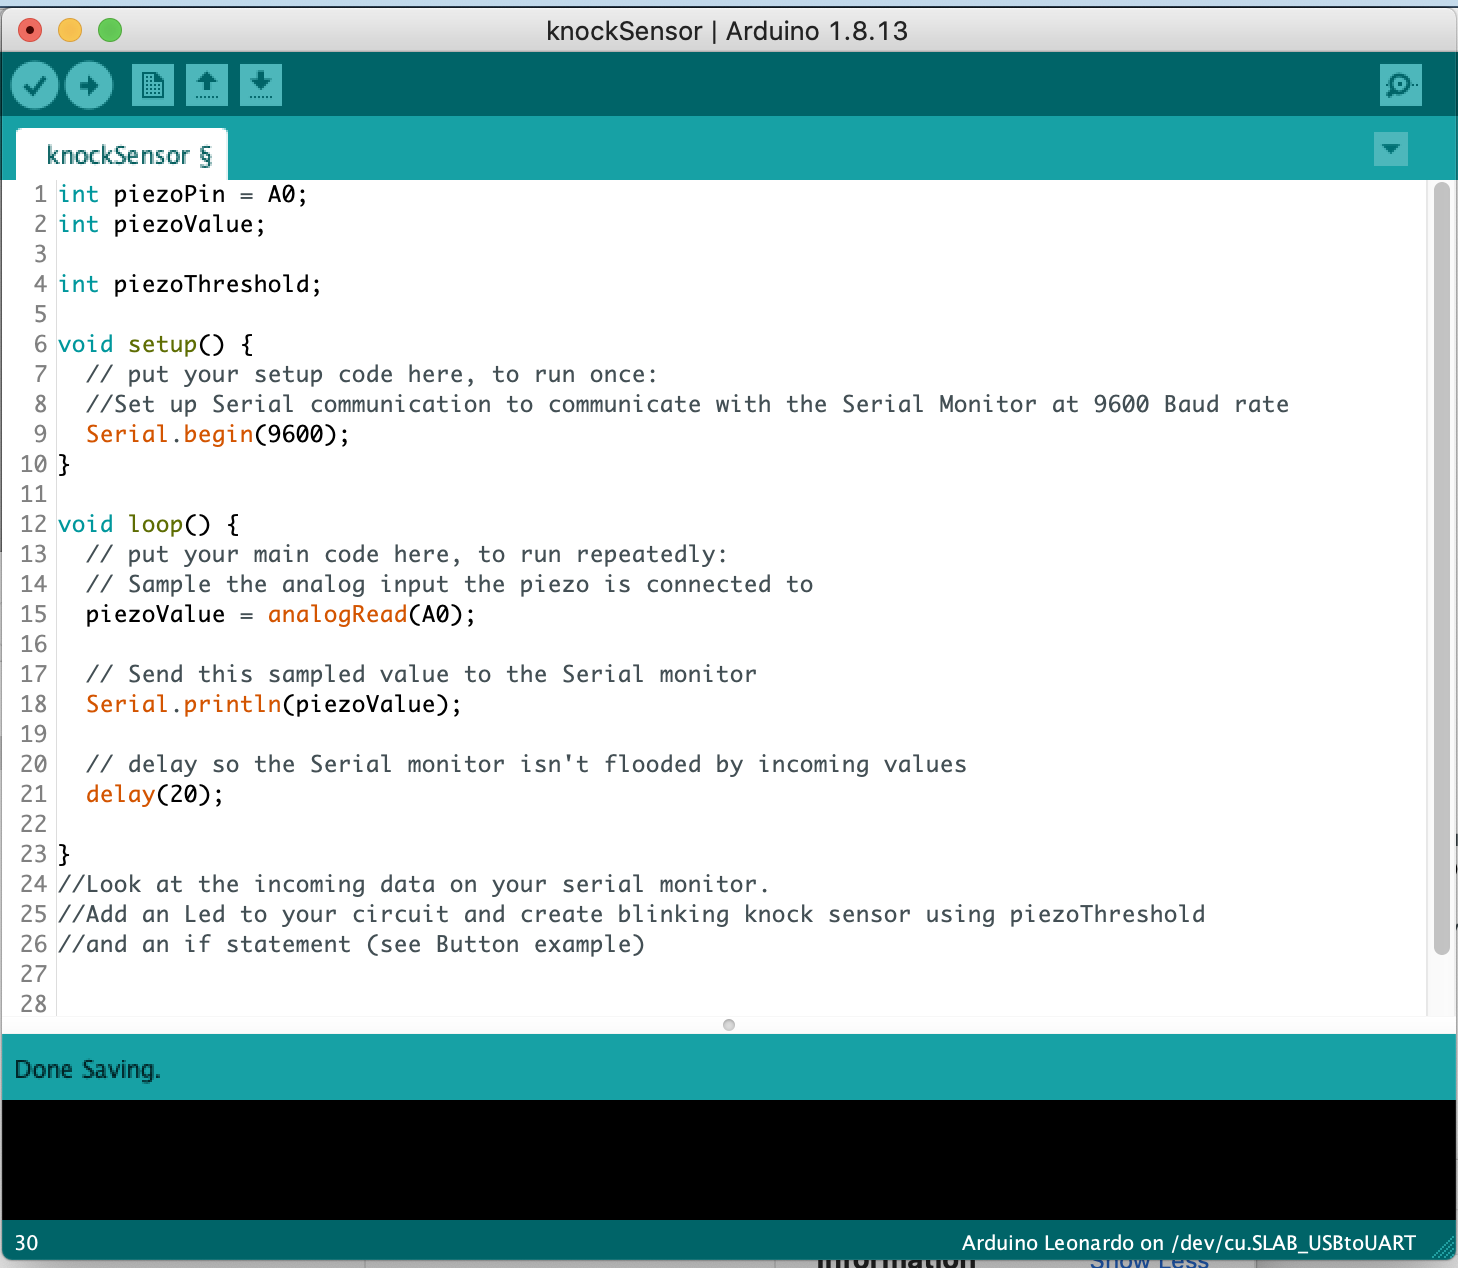 knockSensor | Arduino 1.8.13
knockSensor §
1 int piezoPin = A0;
2 int piezoValue;
3
4 int piezoThreshold;
5
6 void setup() {
7   // put your setup code here, to run once:
8   //Set up Serial communication to communicate with the Serial Monitor at 9600 Baud rate
9   Serial.begin(9600);
10 }
11
12 void loop() {
13   // put your main code here, to run repeatedly:
14   // Sample the analog input the piezo is connected to
15   piezoValue = analogRead(A0);
16
17   // Send this sampled value to the Serial monitor
18   Serial.println(piezoValue);
19
20   // delay so the Serial monitor isn't flooded by incoming values
21   delay(20);
22
23 }
24 //Look at the incoming data on your serial monitor.
25 //Add an Led to your circuit and create blinking knock sensor using piezoThreshold
26 //and an if statement (see Button example)
27
28
Done Saving.
30 Arduino Leonardo on /dev/cu.SLAB_USBtoUART
Information Show Less